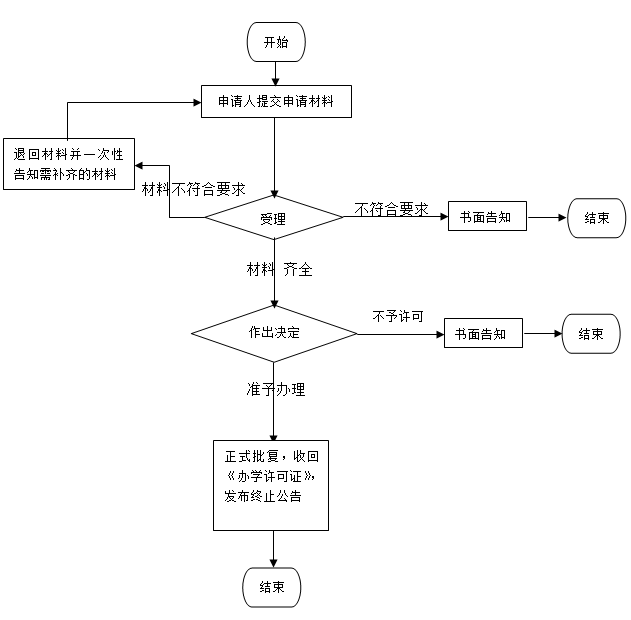 开始
申请人提交申请材料
退回材料并一次性
告知需补齐的材料
材料不符合要求
受理
不符合要求
书面告知
结束
材料 齐全
作出决定
不予许可
书面告知
结束
准予办理
正式批复，收回
《办学许可证》，
发布终止公告
结束